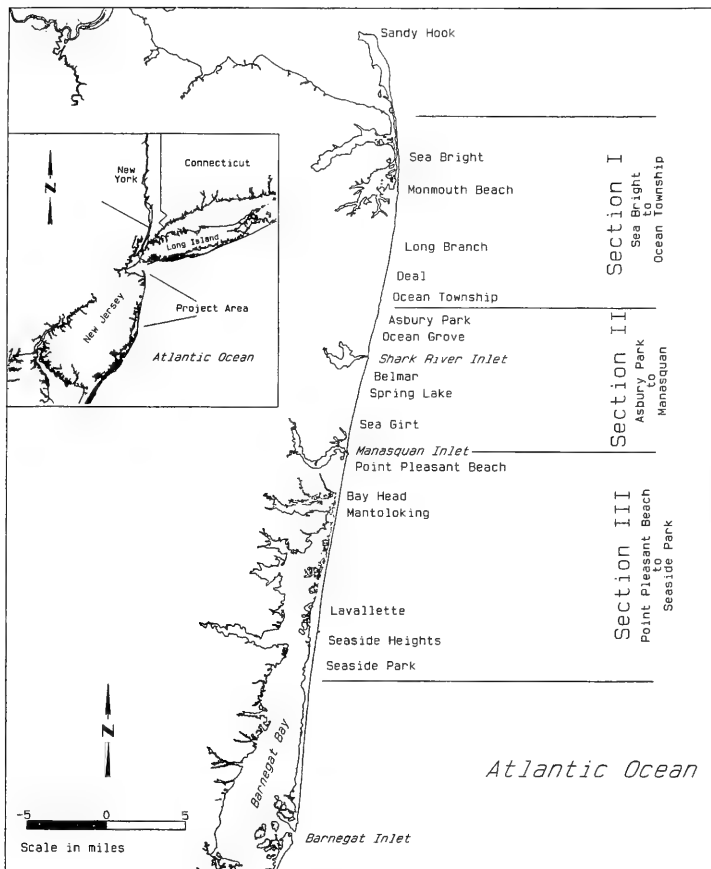 Sandy Hook
Sea Bright
Monmouth Beach
Long Branch
Deal
Ocean Township
Asbury Park
Ocean Grove
Shark River Inlet
Belmar
Spring Lake
Sea Girt
Manasquan Inlet
Point Pleasant Beach
Bay Head
Mantoloking
Lavallette
Seaside Heights
Seaside Park
Barnegat Bay
Barnegat Inlet
Atlantic Ocean
Section I
Sea Bright
to
Ocean Township
Section II
Asbury Park
to
Manasquan
Section III
Point Pleasant Beach
to
Seaside Park
N
New
York
Connecticut
Long Island
New Jersey
Project Area
Atlantic Ocean
N
-5 0 5
Scale in miles